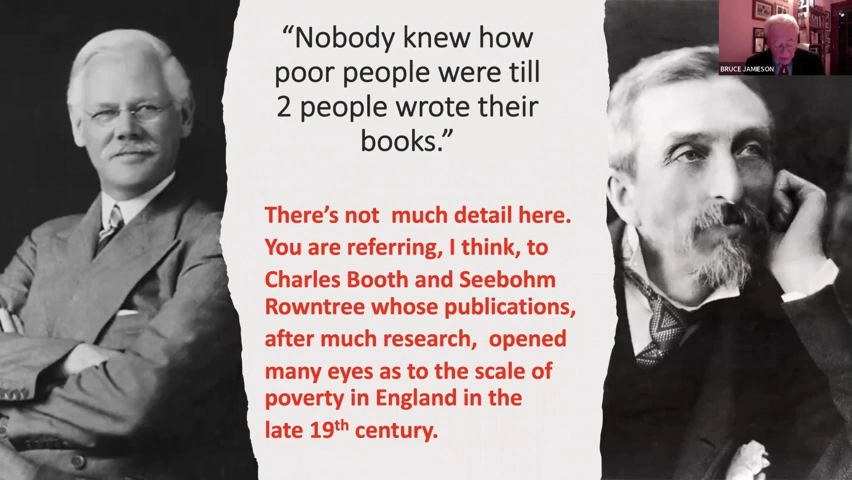 “Nobody knew how
poor people were till
2 people wrote their
books.”
BRUCE JAMIESON
There’s not  much detail here.
You are referring, I think, to
Charles Booth and Seebohm
Rowntree whose publications,
after much research,  opened
many eyes as to the scale of
poverty in England in the
late 19th century.